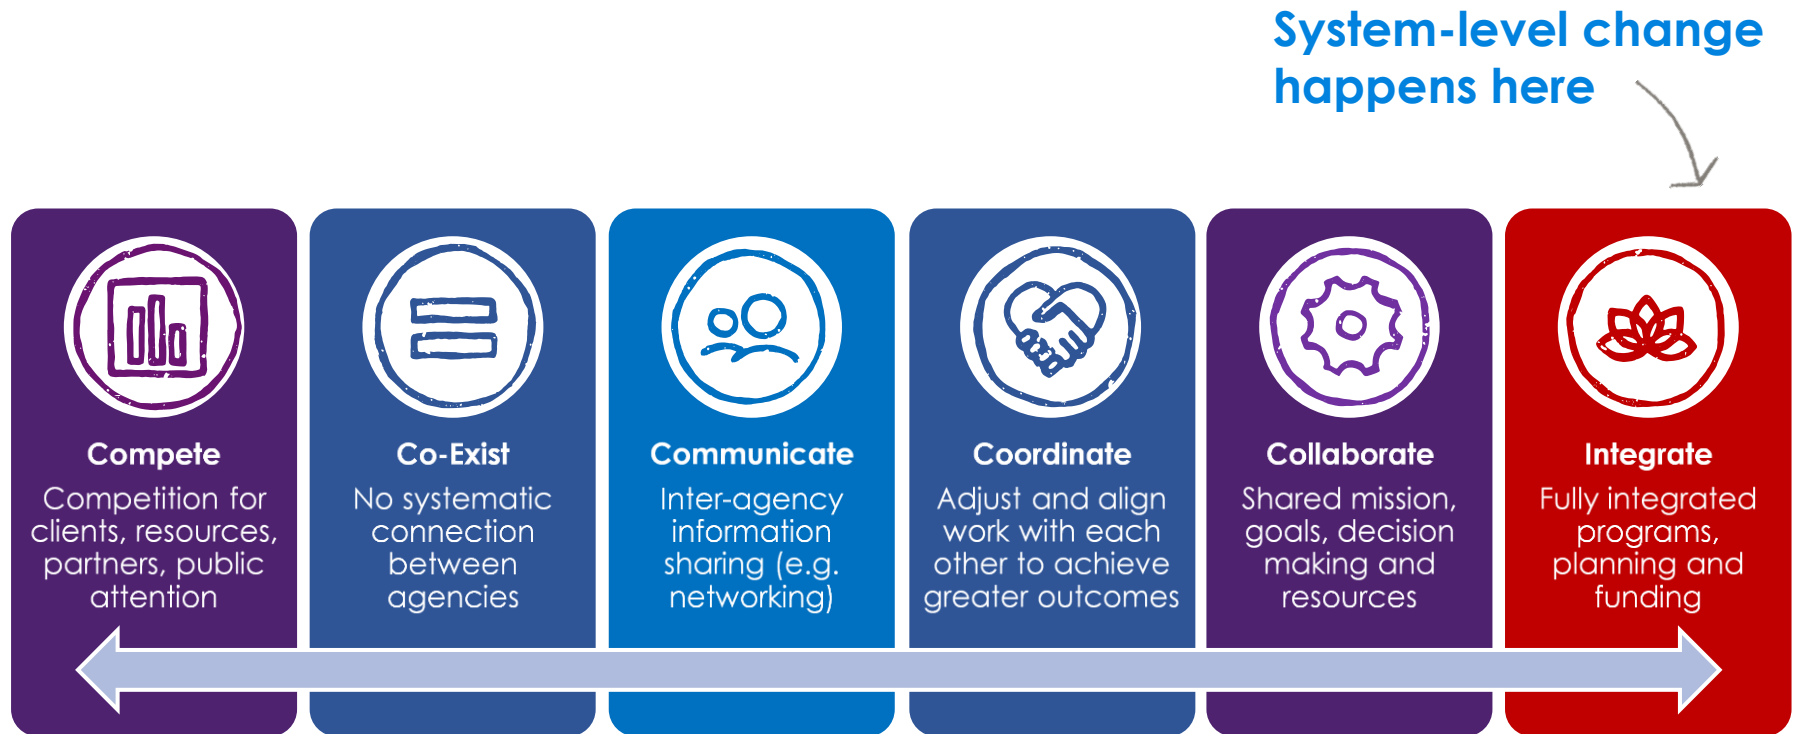 System-level change
happens here
Compete
Competition for
clients, resources,
partners, public
attention
Co-Exist
No systematic
connection
between
agencies
Communicate
Inter-agency
information
sharing (e.g.
networking)
Coordinate
Adjust and align
work with each
other to achieve
greater outcomes
Collaborate
Shared mission,
goals, decision
making and
resources
Integrate
Fully integrated
programs,
planning and
funding